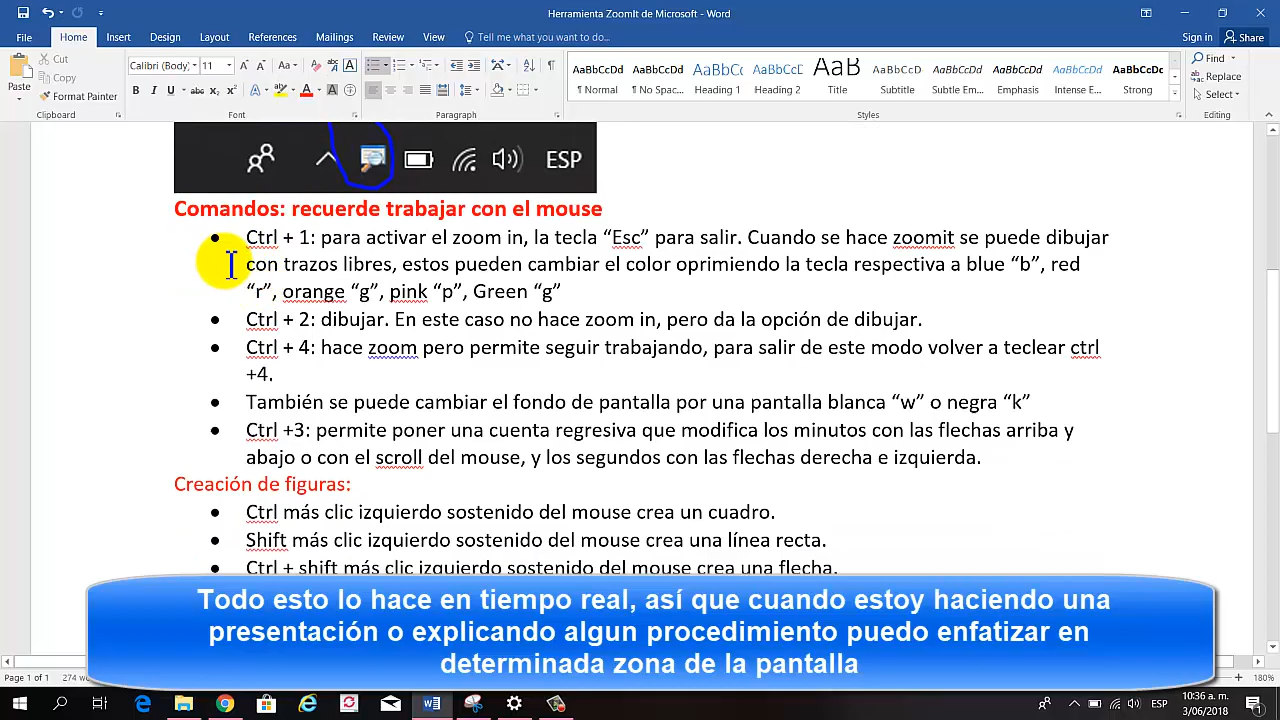 Herramienta ZoomIt de Microsoft - Word
File Home Insert Design Layout References Mailings Review View Tell me what you want to do... Sign in Share
Paste Cut Copy Format Painter
Calibri (Body) 11 Aa
AaBbCcDd AaBbCcDd AaBbCc AaBbCcD AaB AaBbCcD AaBbCcDd AaBbCcDd AaBbCcDd AaBbCcDd
¶ Normal ¶ No Spac... Heading 1 Heading 2 Title Subtitle Subtle Em... Emphasis Intense E... Strong
Find Replace Select
Clipboard Font Paragraph Styles Editing
ESP
Comandos: recuerde trabajar con el mouse
• Ctrl + 1: para activar el zoom in, la tecla “Esc” para salir. Cuando se hace zoomit se puede dibujar
con trazos libres, estos pueden cambiar el color oprimiendo la tecla respectiva a blue “b”, red
“r”, orange “g”, pink “p”, Green “g”
• Ctrl + 2: dibujar. En este caso no hace zoom in, pero da la opción de dibujar.
• Ctrl + 4: hace zoom pero permite seguir trabajando, para salir de este modo volver a teclear ctrl
+4.
• También se puede cambiar el fondo de pantalla por una pantalla blanca “w” o negra “k”
• Ctrl +3: permite poner una cuenta regresiva que modifica los minutos con las flechas arriba y
abajo o con el scroll del mouse, y los segundos con las flechas derecha e izquierda.
Creación de figuras:
• Ctrl más clic izquierdo sostenido del mouse crea un cuadro.
• Shift más clic izquierdo sostenido del mouse crea una línea recta.
• Ctrl + shift más clic izquierdo sostenido del mouse crea una flecha.
Todo esto lo hace en tiempo real, así que cuando estoy haciendo una
presentación o explicando algun procedimiento puedo enfatizar en
determinada zona de la pantalla
Page 1 of 1 274 180%
ESP 10:36 a. m.
3/06/2018